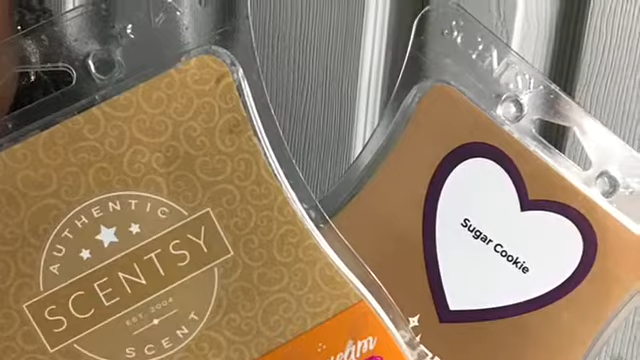 AUTHENTIC
SCENTSY
EST. 2004
SCENT
SCENTSY
Sugar Cookie